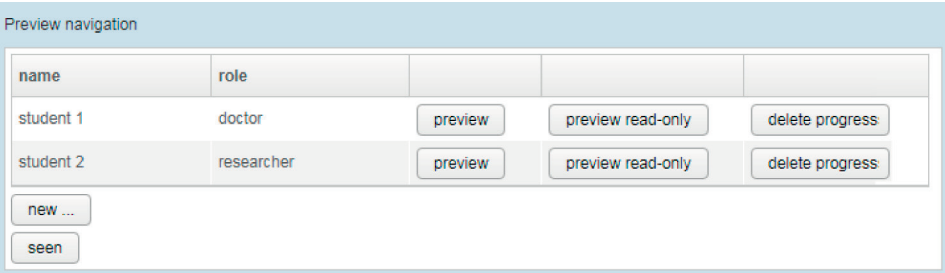 Preview navigation
name role
student 1 doctor preview preview read-only delete progress
student 2 researcher preview preview read-only delete progress
new ...
seen